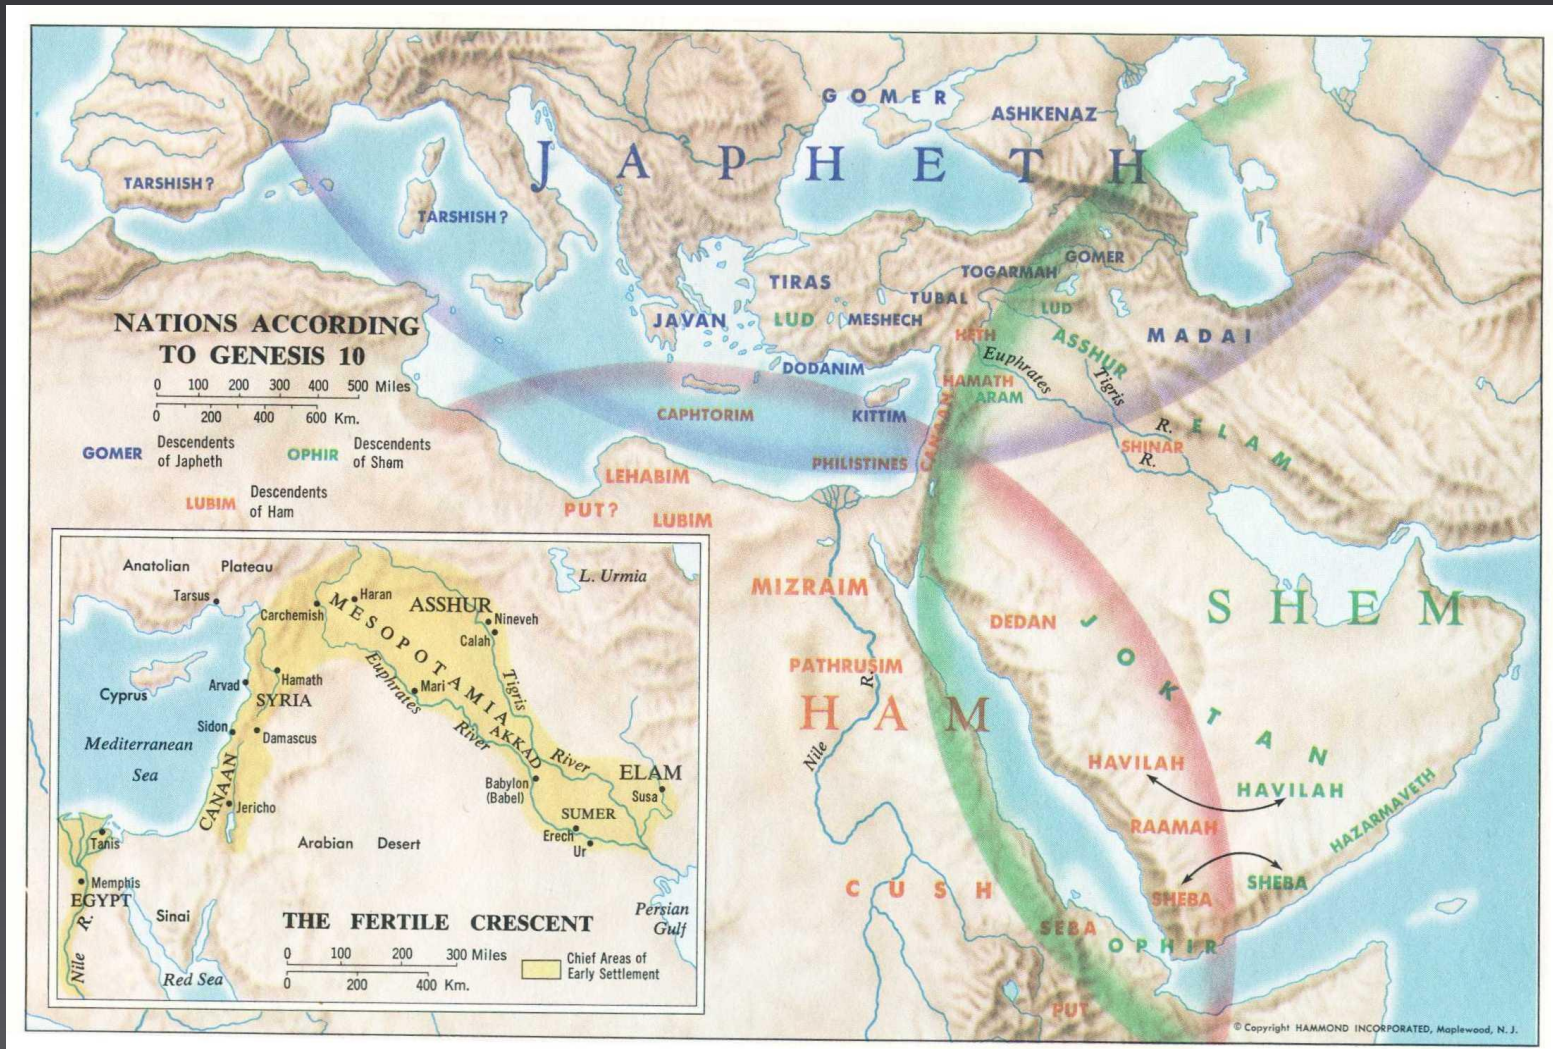 GOMER
ASHKENAZ
JAPHETH
TARSHISH?
TARSHISH?
GOMER
TOGARMAH
TIRAS
TUBAL
LUD
JAVAN
LUD
MESHECH
HETH
ASSHUR
MADAI
Euphrates
Tigris
DODANIM
HAMATH
ARAM
CAPHTORIM
KITTIM
CANAAN
R.
ELAM
SHINAR
R.
PHILISTINES
LEHABIM
PUT?
LUBIM
NATIONS ACCORDING
TO GENESIS 10
0 100 200 300 400 500 Miles
0 200 400 600 Km.
GOMER Descendents
of Japheth
OPHIR Descendents
of Shem
LUBIM Descendents
of Ham
MIZRAIM
SHEM
DEDAN
JOKTAN
PATHRUSIM
R.
HAM
Nile
HAVILAH
HAVILAH
HAZARMAVETH
RAAMAH
SHEBA
SHEBA
CUSH
SEBA
OPHIR
PUT
© Copyright HAMMOND INCORPORATED, Maplewood, N. J.
Anatolian Plateau
L. Urmia
Tarsus
Haran
Carchemish
MESOPOTAMIA
ASSHUR
Nineveh
Calah
Cyprus
Arvad
Hamath
SYRIA
Euphrates
River
Mari
Tigris
River
AKKAD
Sidon
Damascus
Mediterranean
Sea
CANAAN
Jericho
Babylon
(Babel)
ELAM
Susa
SUMER
Erech
Ur
Arabian Desert
Tanis
Memphis
EGYPT
Nile R.
Sinai
Red Sea
Persian
Gulf
THE FERTILE CRESCENT
0 100 200 300 Miles
0 200 400 Km.
Chief Areas of
Early Settlement